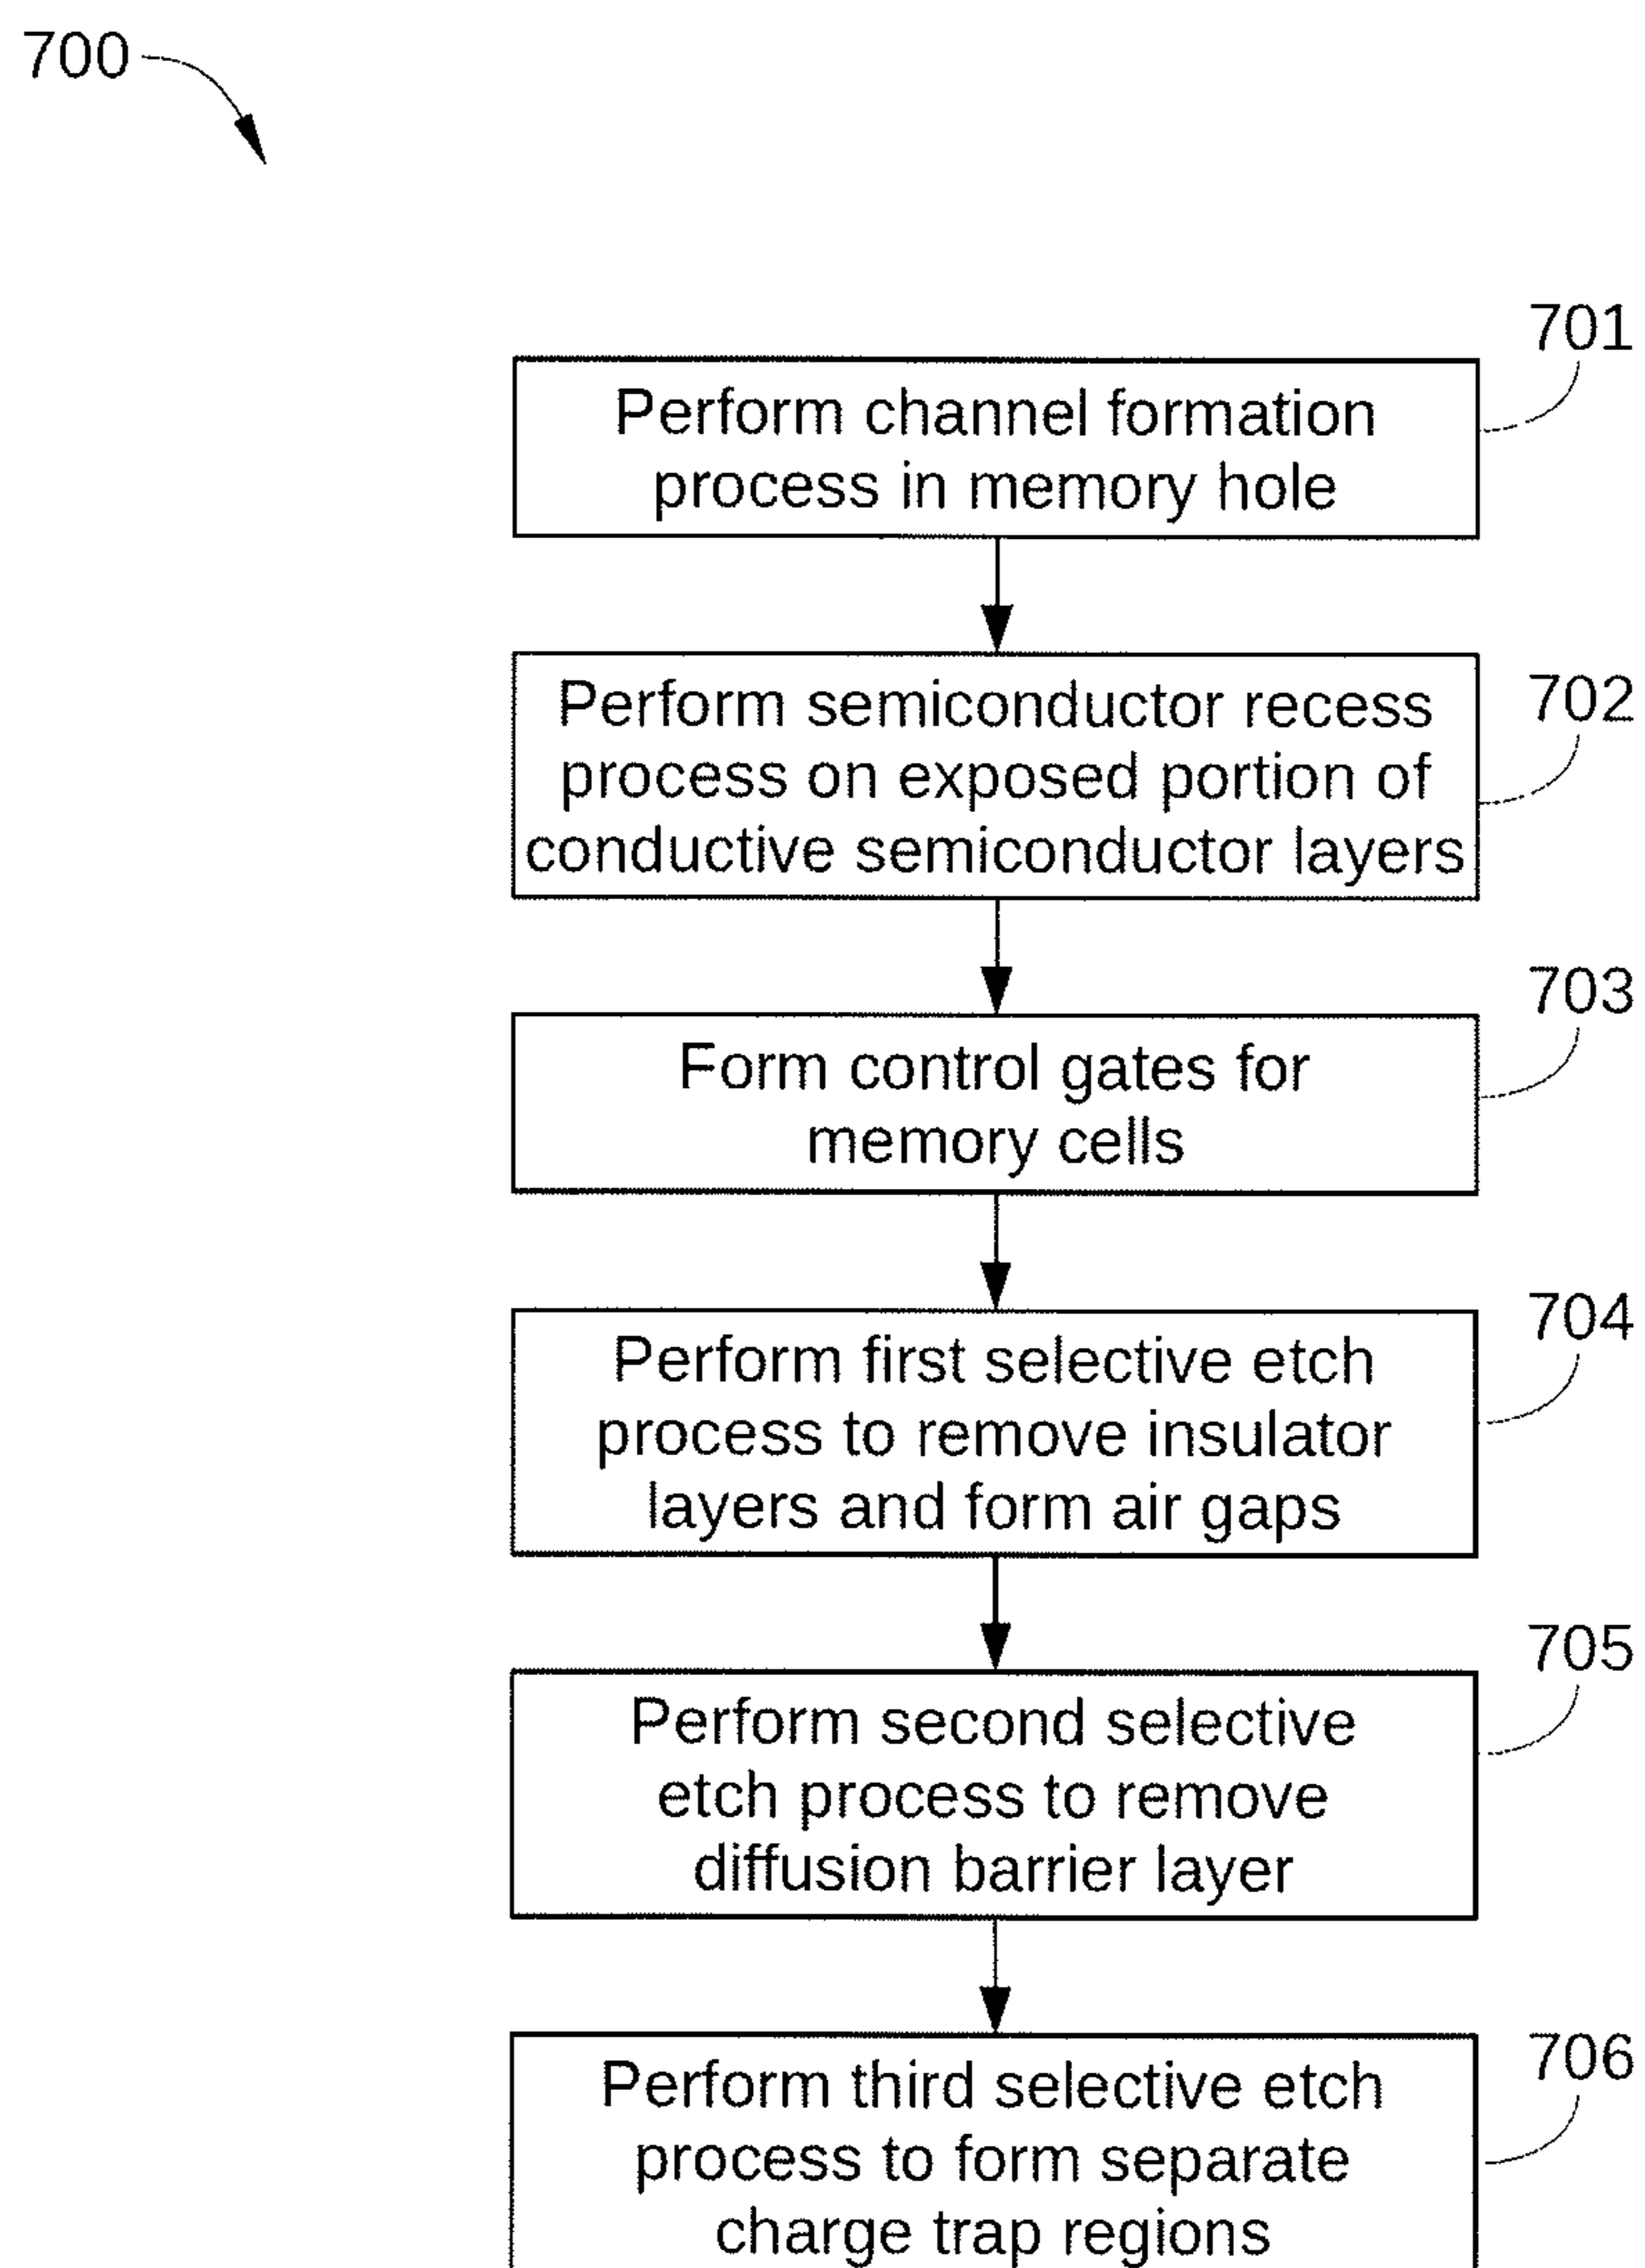 700
701
Perform channel formation
process in memory hole
702
Perform semiconductor recess
process on exposed portion of
conductive semiconductor layers
703
Form control gates for
memory cells
704
Perform first selective etch
process to remove insulator
layers and form air gaps
705
Perform second selective
etch process to remove
diffusion barrier layer
706
Perform third selective etch
process to form separate
charge trap regions